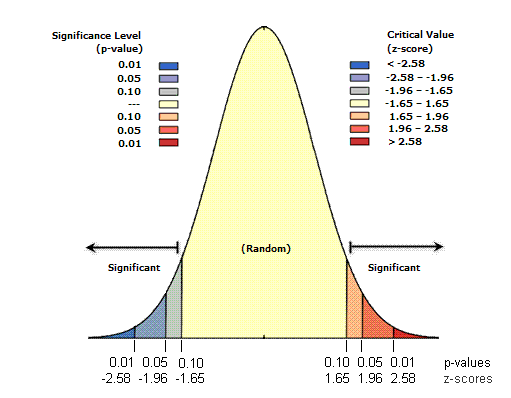 Significance Level
(p-value)
0.01
0.05
0.10
---
0.10
0.05
0.01
Critical Value
(z-score)
< -2.58
-2.58 – -1.96
-1.96 – -1.65
-1.65 – 1.65
1.65 – 1.96
1.96 – 2.58
> 2.58
(Random)
Significant
Significant
0.01 0.05 0.10 0.10 0.05 0.01 p-values
-2.58 -1.96 -1.65 1.65 1.96 2.58 z-scores